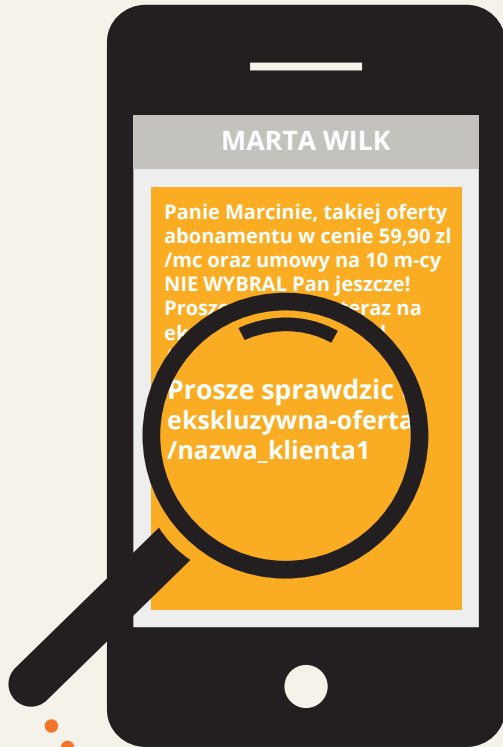 MARTA WILK
Panie Marcinie, takiej oferty
abonamentu w cenie 59,90 zl
/mc oraz umowy na 10 m-cy
NIE WYBRAL Pan jeszcze!
Prosze teraz na
Prosze sprawdzic
ekskluzywna-oferta
/nazwa_klienta1